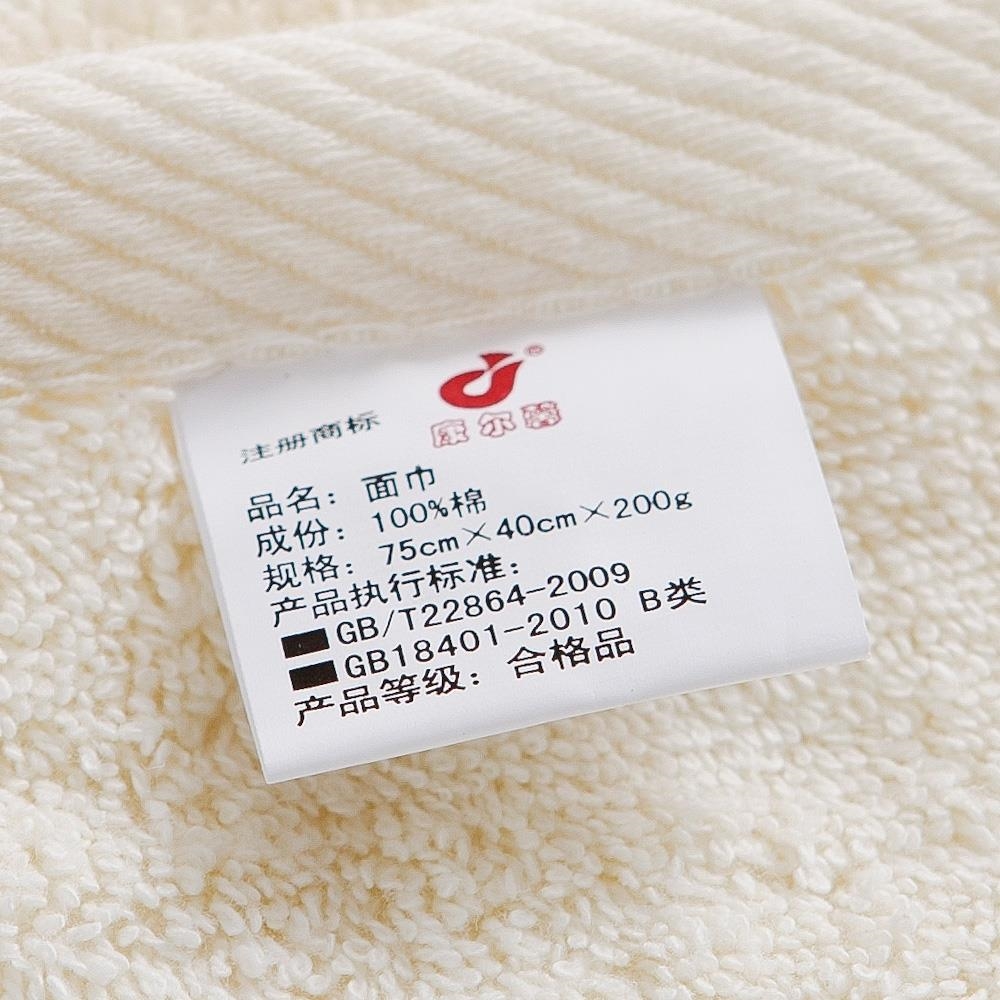 ®
康尔馨
注册商标
品名：面巾
成份：100%棉
规格：75cm×40cm×200g
产品执行标准：
GB/T22864-2009
GB18401-2010 B类
产品等级：合格品